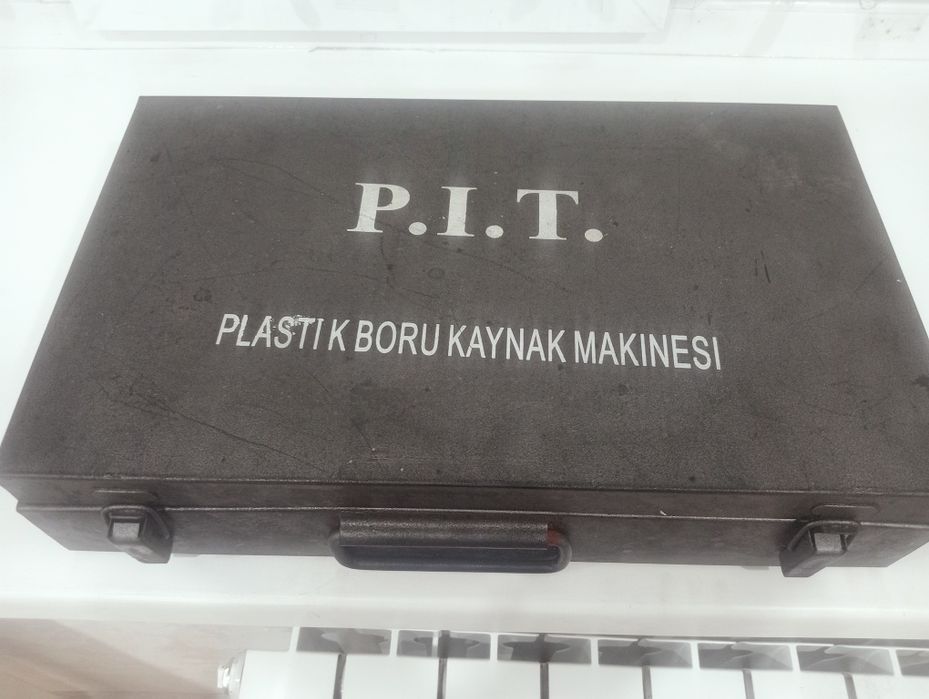 P.I.T.
PLASTİK BORU KAYNAK MAKINESI